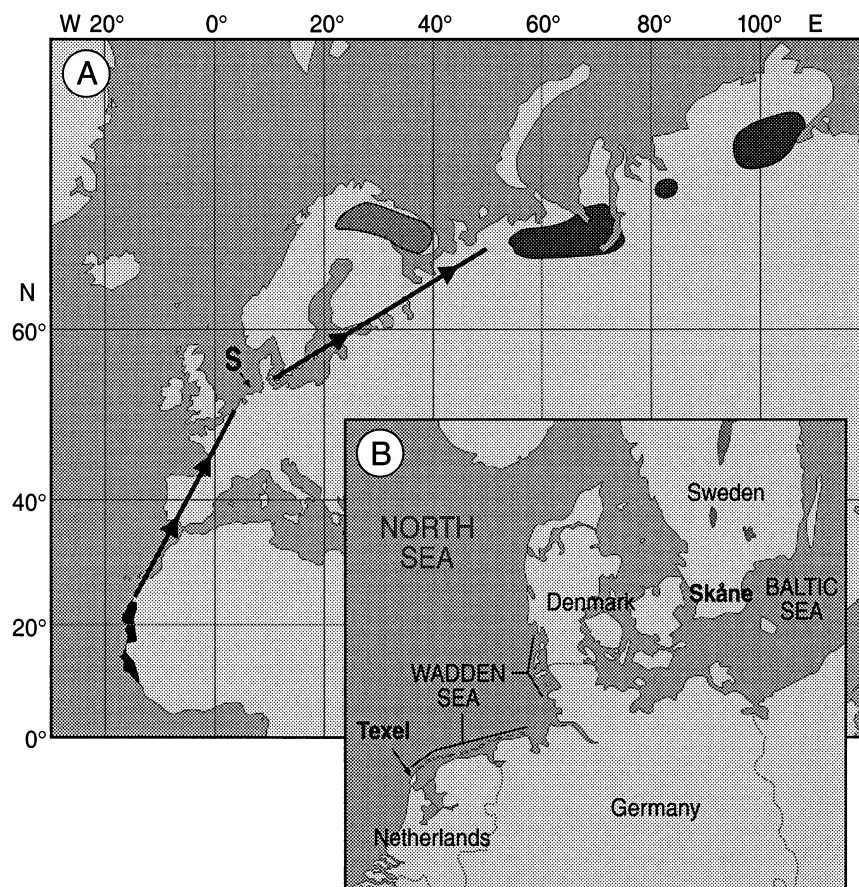 W 20° 0° 20° 40° 60° 80° 100° E
A
N
60°
S
40°
20°
0°
B
NORTH
SEA
Sweden
Denmark
Skåne
BALTIC
SEA
WADDEN
SEA
Texel
Germany
Netherlands